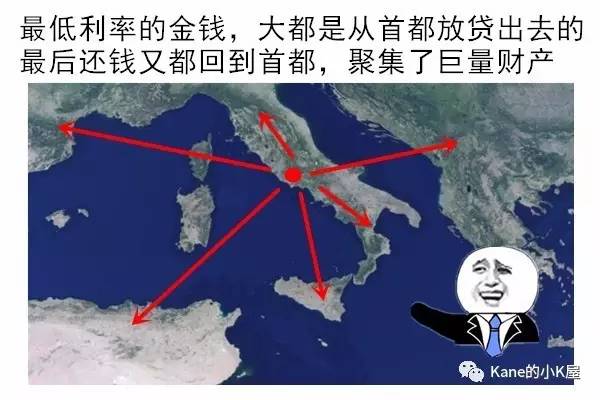 最低利率的金钱，大都是从首都放贷出去的
最后还钱又都回到首都，聚集了巨量财产
Kane的小K屋